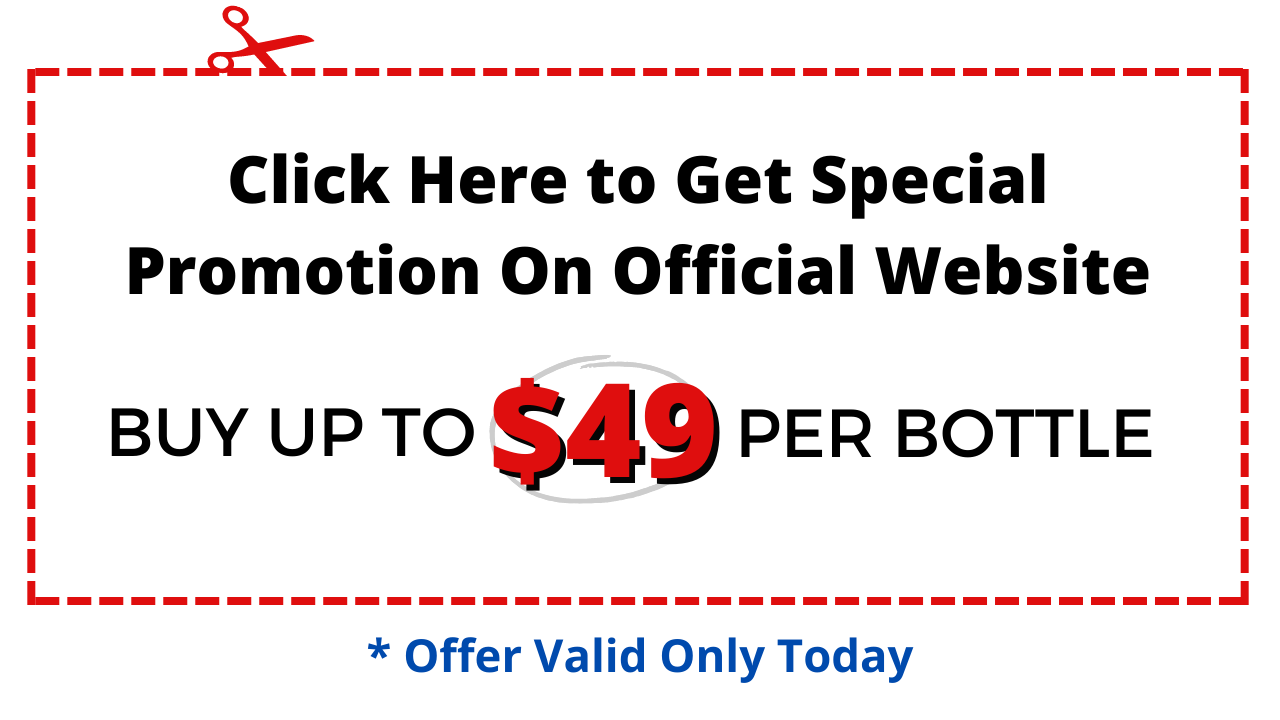 Click Here to Get Special
Promotion On Official Website
BUY UP TO $49 PER BOTTLE
* Offer Valid Only Today